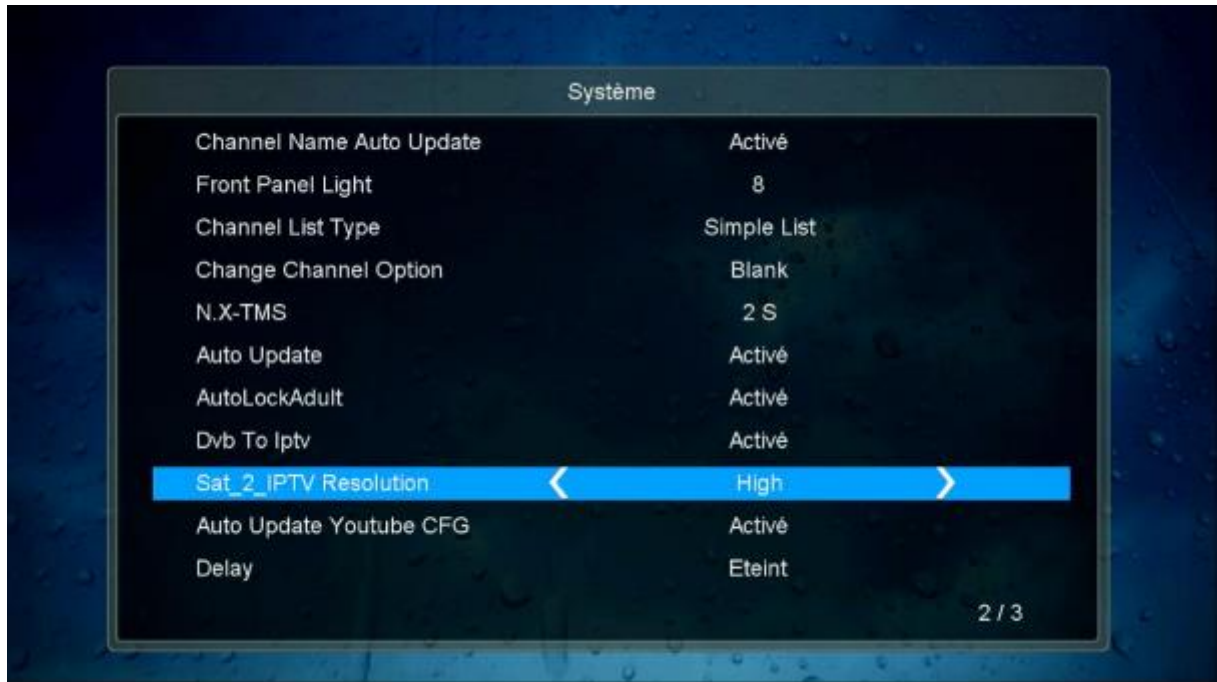 Système
Channel Name Auto Update Activé
Front Panel Light 8
Channel List Type Simple List
Change Channel Option Blank
N.X-TMS 2 S
Auto Update Activé
AutoLockAdult Activé
Dvb To Iptv Activé
Sat_2_IPTV Resolution High
Auto Update Youtube CFG Activé
Delay Eteint
2 / 3